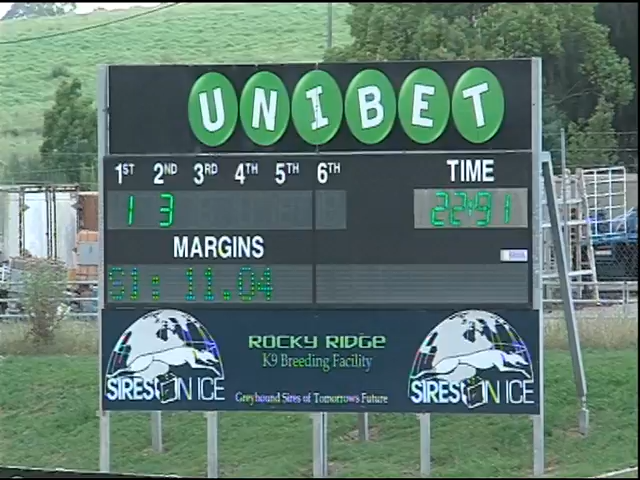 UNIBET
1ST 2ND 3RD 4TH 5TH 6TH TIME
1 3 22:91
MARGINS
S1: 11.04
ROCKY RIDGE
K9 Breeding Facility
SIRES ON ICE SIRES ON ICE
Greyhound Sires of Tomorrows Future